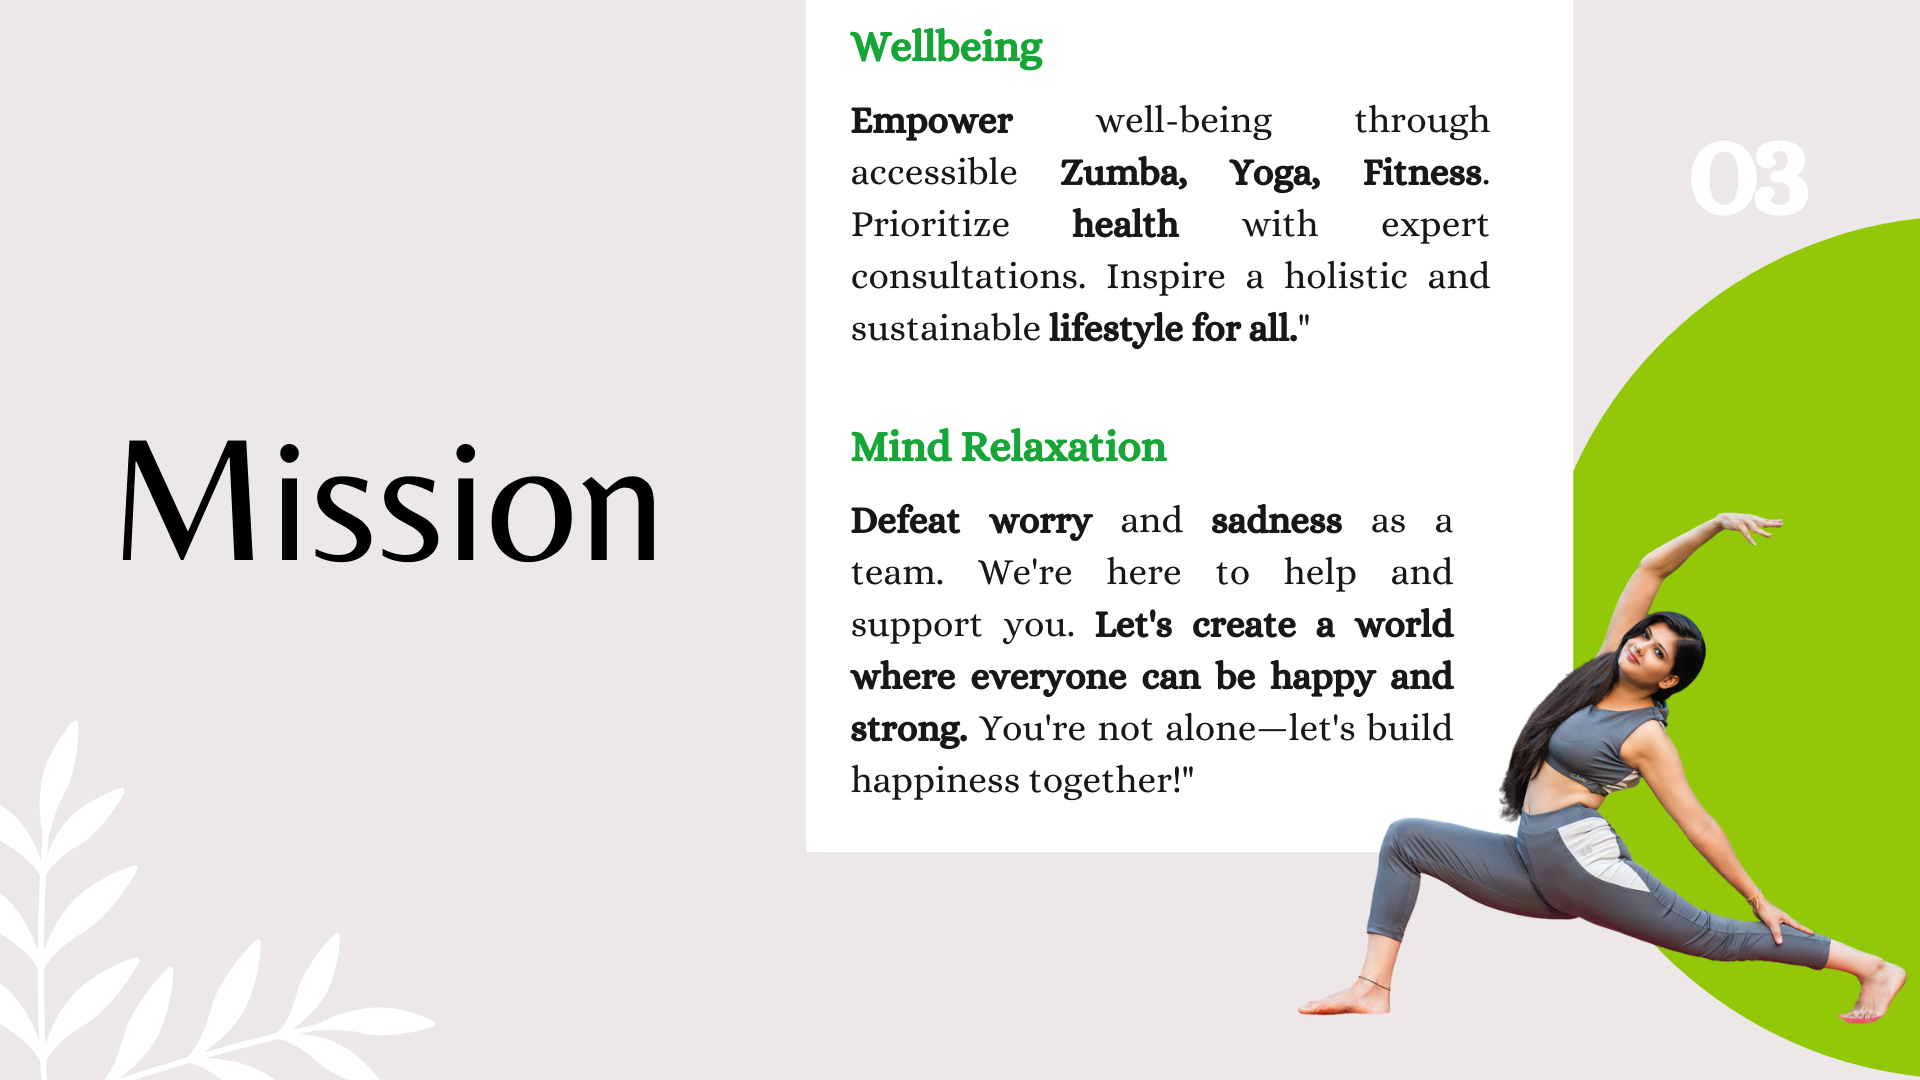 Wellbeing
Empower well-being through
accessible Zumba, Yoga, Fitness.
Prioritize health with expert
consultations. Inspire a holistic and
sustainable lifestyle for all."
03
Mission
Mind Relaxation
Defeat worry and sadness as a
team. We're here to help and
support you. Let's create a world
where everyone can be happy and
strong. You're not alone—let's build
happiness together!"